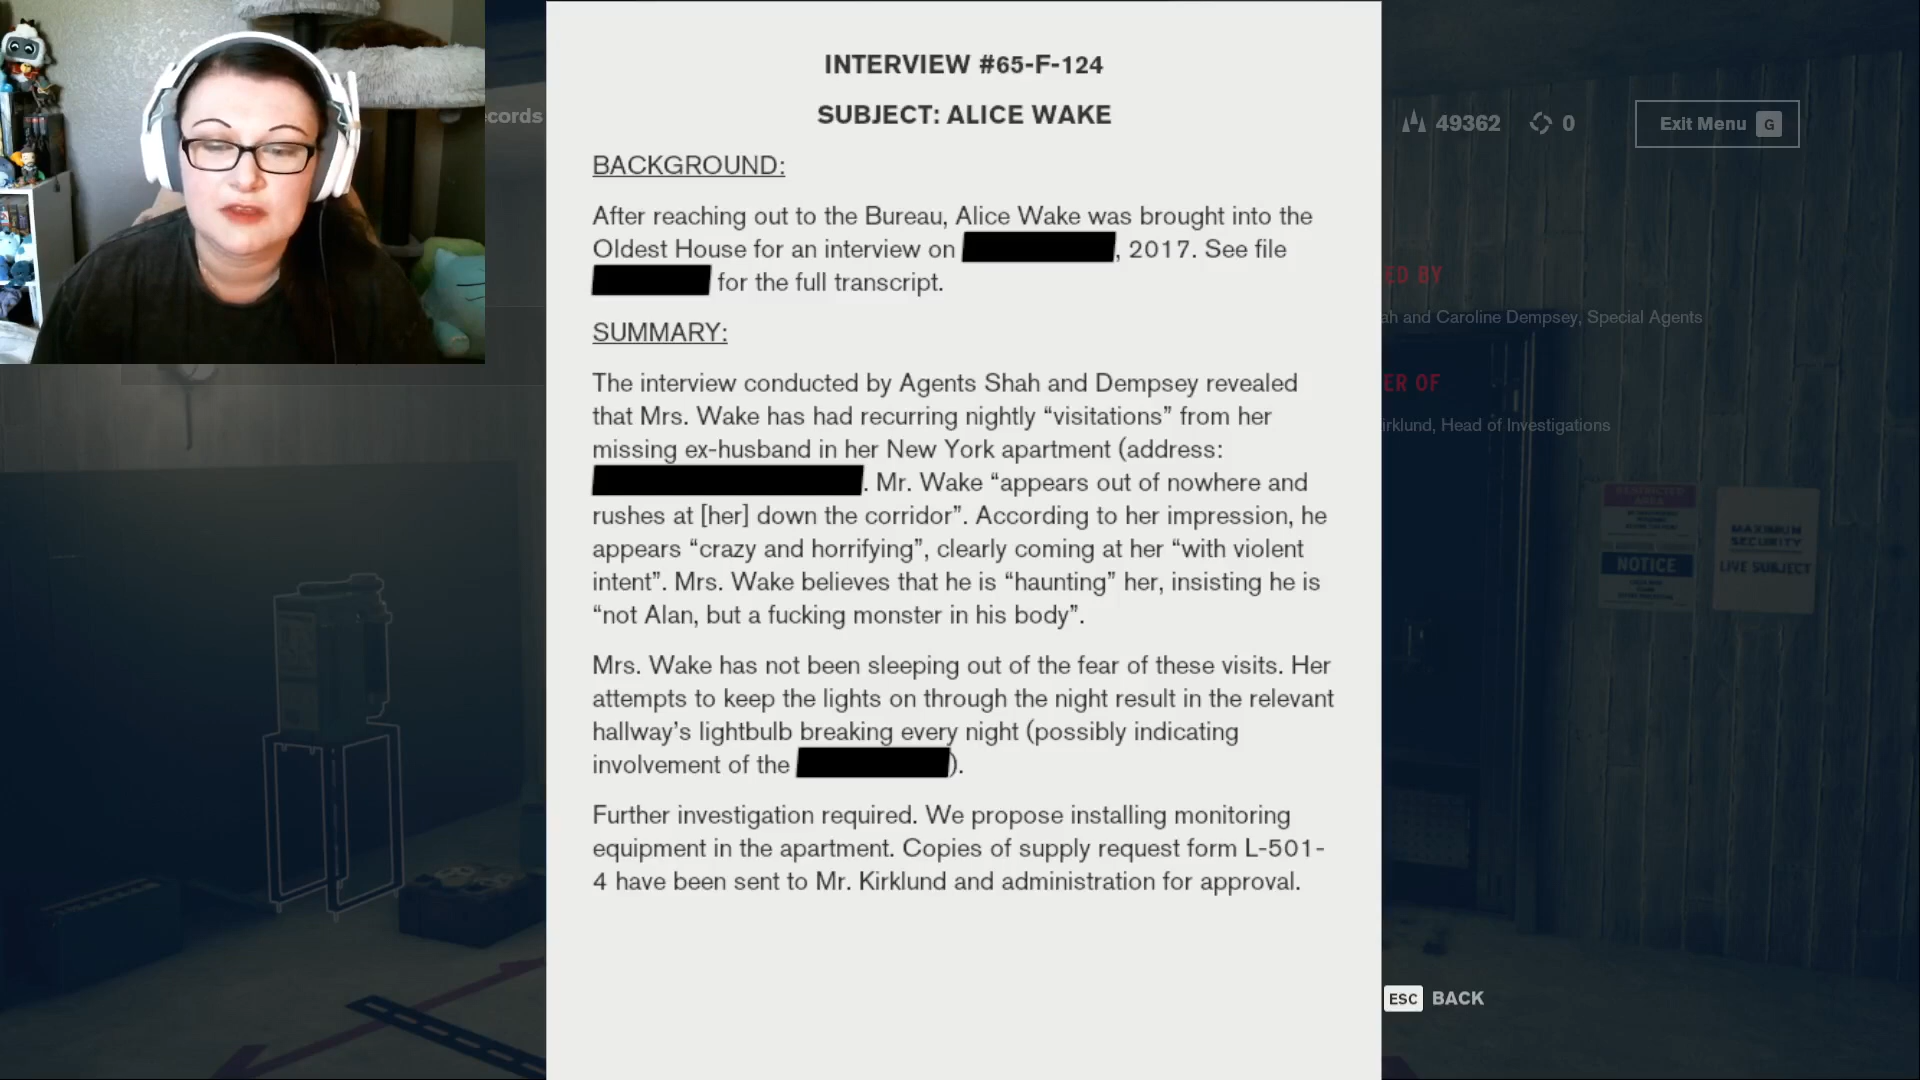 INTERVIEW #65-F-124
SUBJECT: ALICE WAKE
BACKGROUND:
After reaching out to the Bureau, Alice Wake was brought into the
Oldest House for an interview on , 2017. See file
for the full transcript.
SUMMARY:
The interview conducted by Agents Shah and Dempsey revealed
that Mrs. Wake has had recurring nightly “visitations” from her
missing ex-husband in her New York apartment (address:
. Mr. Wake “appears out of nowhere and
rushes at [her] down the corridor”. According to her impression, he
appears “crazy and horrifying”, clearly coming at her “with violent
intent”. Mrs. Wake believes that he is “haunting” her, insisting he is
“not Alan, but a fucking monster in his body”.
Mrs. Wake has not been sleeping out of the fear of these visits. Her
attempts to keep the lights on through the night result in the relevant
hallway’s lightbulb breaking every night (possibly indicating
involvement of the ).
Further investigation required. We propose installing monitoring
equipment in the apartment. Copies of supply request form L-501-
4 have been sent to Mr. Kirklund and administration for approval.
ecords
49362 0
Exit Menu G
ED BY
ah and Caroline Dempsey, Special Agents
ER OF
irklund, Head of Investigations
RESTRICTED
AREA
NOTICE
MAXIMUM
SECURITY
LIVE SUBJECT
ESC BACK